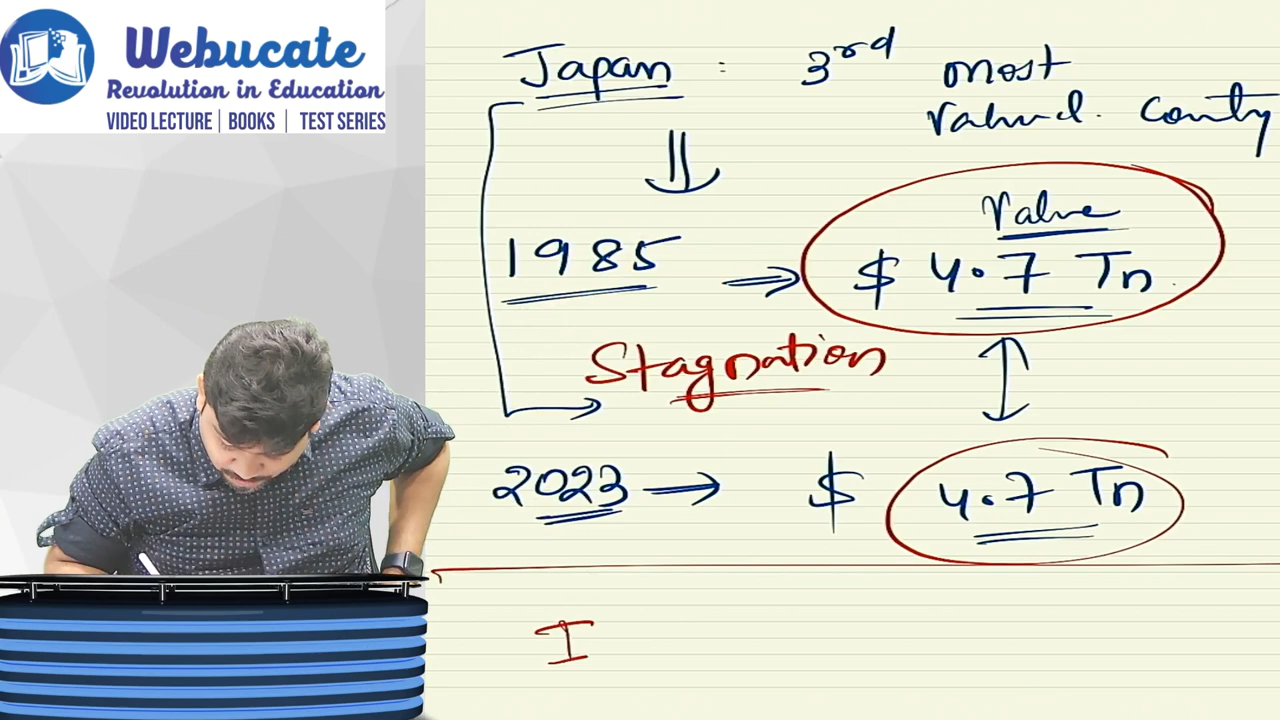 Webucate
Revolution in Education
VIDEO LECTURE | BOOKS | TEST SERIES
Japan : 3rd most
valued. County
Value
1985 → $ 4.7 Tn
Stagnation
2023 → $ 4.7 Tn
I